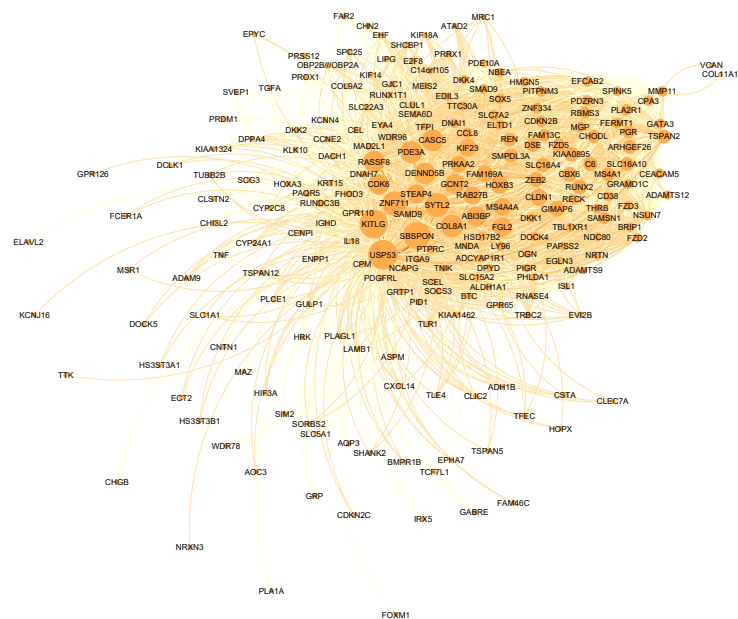 FAR2
MRC1
CHN2
ATAD2
EPYC
EHF
KIF18A
SHCBP1
PRRX1
PRSS12
SPC25
LIPG
E2F8
PDE10A
VCAN
OBP2B///OBP2A
C14orf105
NBEA
COL11A1
PROX1
KIF14
DKK4
HMGN5
EFCAB2
SVEP1
TGFA
COL9A2
GJC1
MEIS2
SMAD9
PITPNM3
SPINK5
MMP11
RUNX1T1
EDIL3
SOX5
PDZRN3
CPA3
SLC22A3
CLUL1
TTC30A
ZNF334
PLA2R1
PRDM1
KCNN4
SEMA6D
SLC7A2
RBMS3
CEL
EYA4
TFPI
DNAI1
CDKN2B
MGP
FERMT1
GATA3
DKK2
CCL8
ELTD1
CHODL
PGR
TSPAN2
DPPA4
CCNE2
WDR96
CASC5
REN
FAM13C
ARHGEF26
KIAA1324
MAD2L1
KIF23
DSE
FZD5
KLK10
DACH1
PDE3A
SMPDL3A
KIAA0895
DCLK1
RASSF8
PRKAA2
SLC16A4
C6
SLC16A10
GPR126
TUBB2B
DNAH7
DENND5B
FAM169A
ZEB2
CBX6
MS4A1
CEACAM5
SCG3
HOXA3
KRT15
CDK6
GCNT2
HOXB3
RUNX2
GRAMD1C
PAQR5
FHOD3
STEAP4
RAB27B
CLDN1
RECK
CD38
ADAMTS12
CLSTN2
RUNDC3B
ZNF711
SYTL2
MS4A4A
GIMAP6
THRB
FZD3
FCER1A
CYP2C8
GPR110
SAMD9
ABI3BP
DKK1
SAMSN1
NSUN7
CHI3L2
IGHD
KITLG
COL8A1
FGL2
TBL1XR1
BRIP1
CENPI
SBSPON
HSD17B2
DOCK4
NDC80
FZD2
ELAVL2
CYP24A1
IL18
PTPRC
MNDA
LY96
PAPSS2
TNF
ENPP1
USP53
ITGA9
ADCYAP1R1
OGN
NRTN
MSR1
TSPAN12
CPM
NCAPG
TNIK
DPYD
PIGR
EGLN3
ADAM9
PDGFRL
SCEL
SLC15A2
PHLDA1
ADAMTS9
PLCE1
GRTP1
SOCS3
ALDH1A1
ISL1
KCNJ16
SLC1A1
GULP1
PID1
BTC
RNASE4
DOCK5
GPR65
KIAA1462
TRBC2
EVI2B
HRK
PLAGL1
TLR1
CNTN1
LAMB1
HS3ST3A1
ASPM
TTK
MAZ
CXCL14
ADH1B
ECT2
HIF3A
TLE4
CLIC2
CSTA
CLEC7A
HS3ST3B1
SIM2
SORBS2
TFEC
SLC5A1
HOPX
WDR78
AQP3
SHANK2
TSPAN5
AOC3
BMPR1B
EPHA7
TCF7L1
CHGB
GRP
FAM46C
CDKN2C
IRX5
GABRE
NRXN3
PLA1A
FOXM1